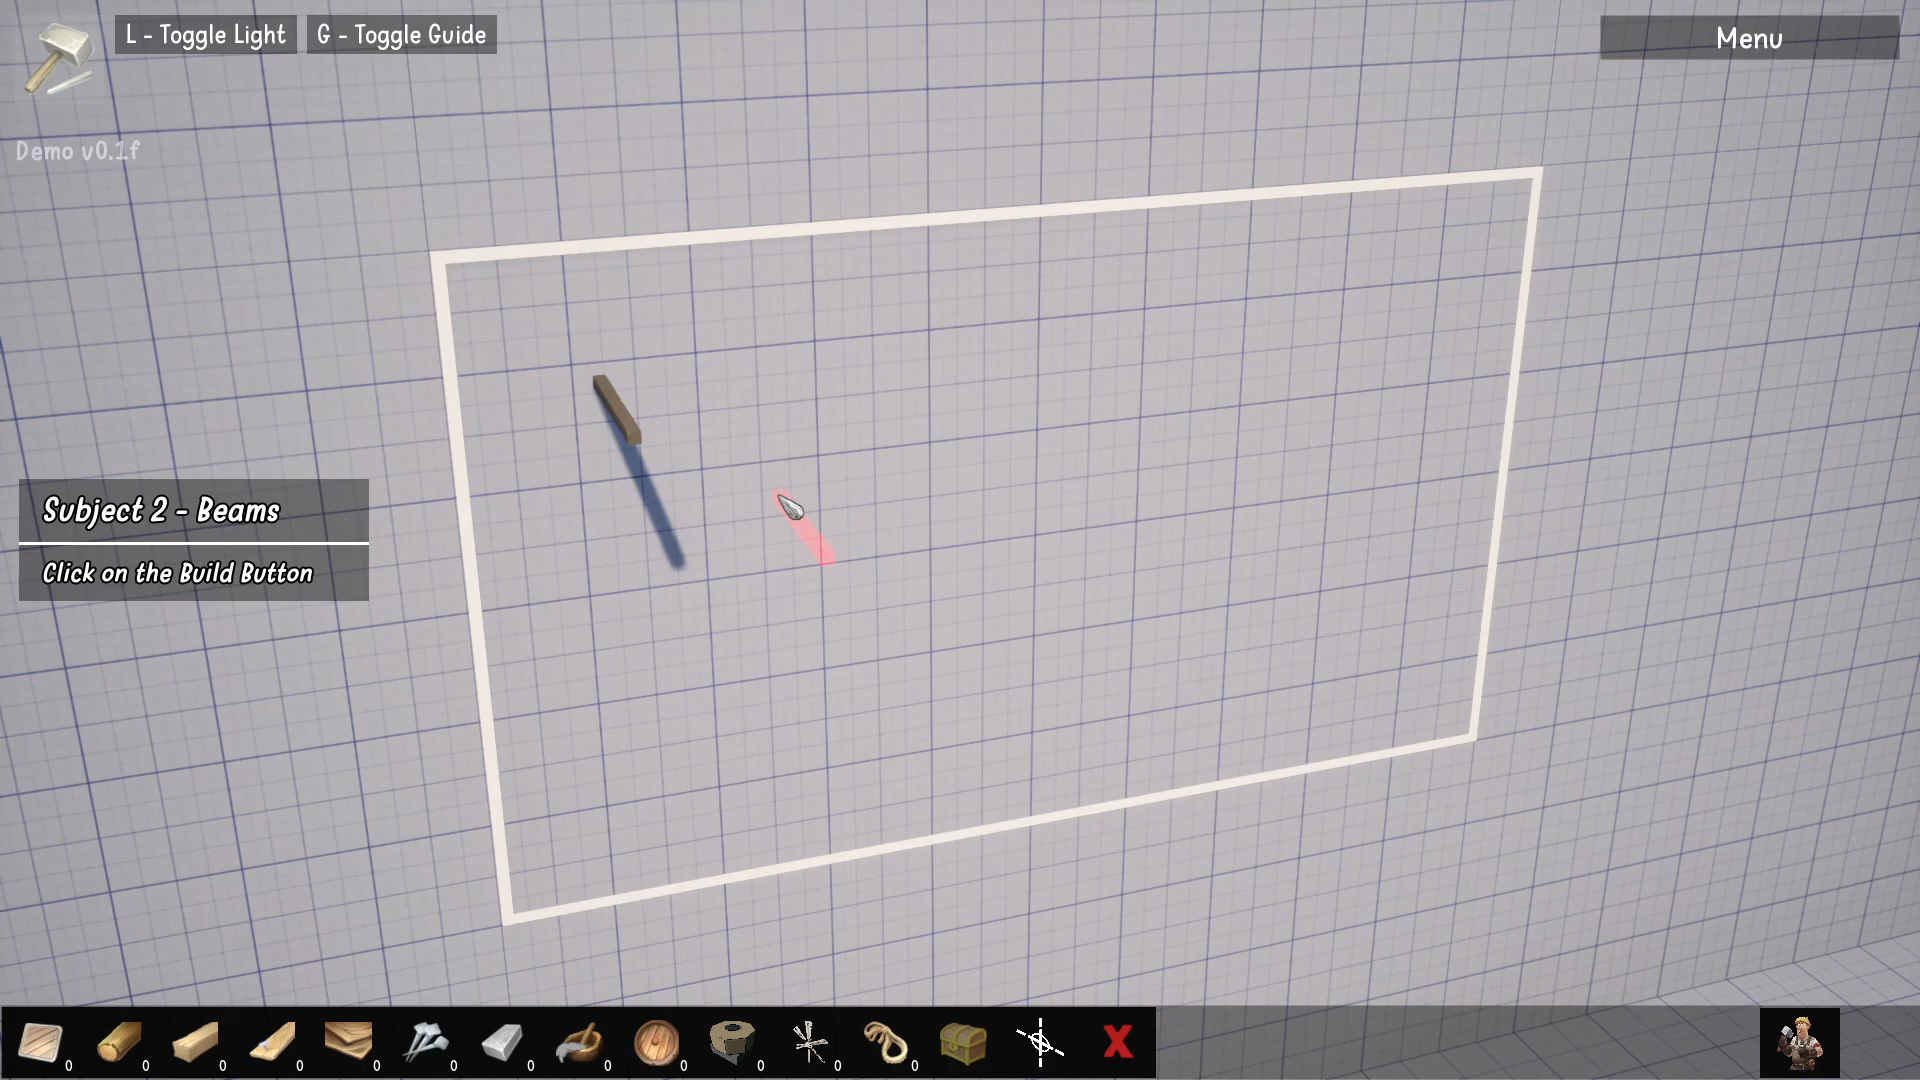 L - Toggle Light
G - Toggle Guide
Menu
Demo v0.1f
Subject 2 - Beams
Click on the Build Button
0 0 0 0 0 0 0 0 0 0 0 0